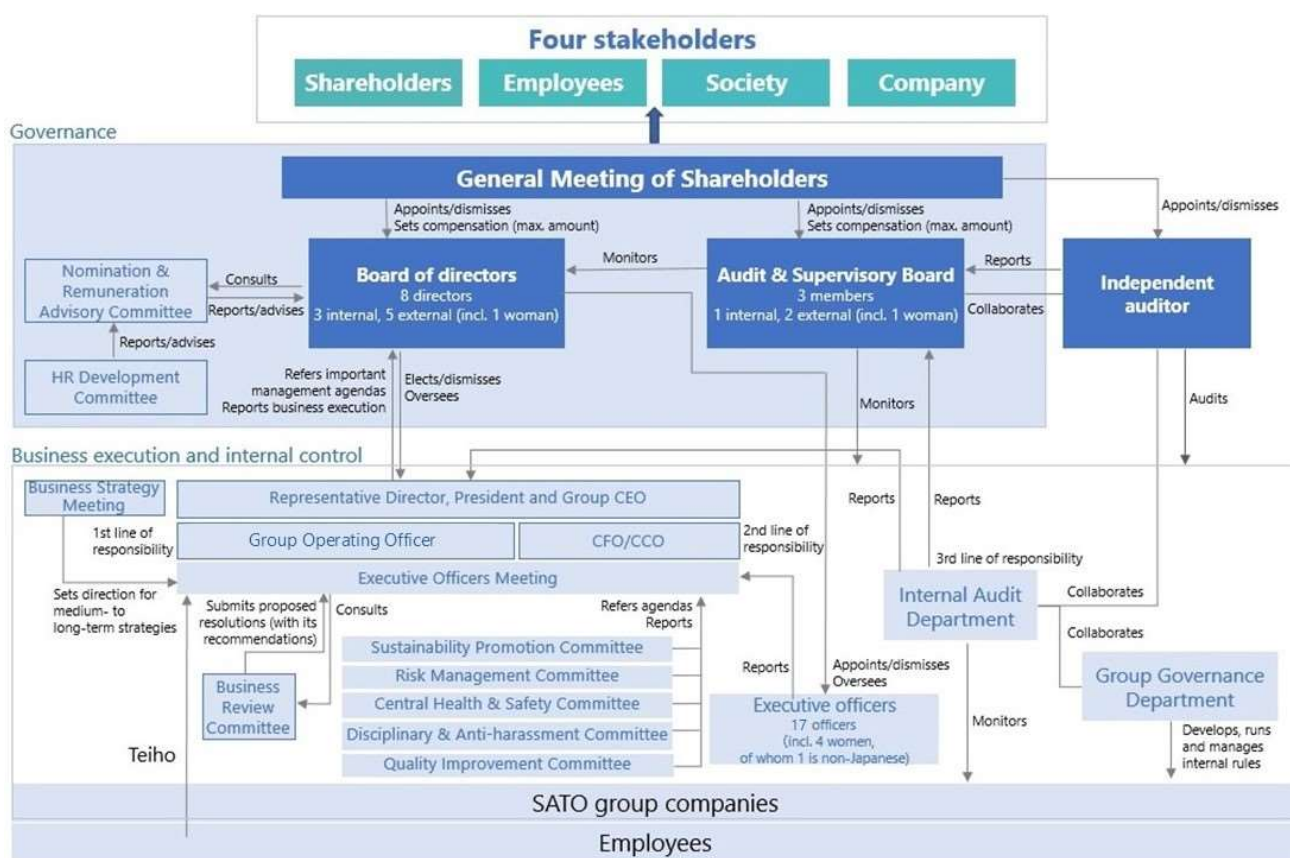 Four stakeholders
Shareholders
Employees
Society
Company
Governance
General Meeting of Shareholders
Appoints/dismisses
Sets compensation (max. amount)
Appoints/dismisses
Sets compensation (max. amount)
Appoints/dismisses
Nomination &
Remuneration
Advisory Committee
Consults
Reports/advises
Board of directors
8 directors
3 internal, 5 external (incl. 1 woman)
Monitors
Audit & Supervisory Board
3 members
1 internal, 2 external (incl. 1 woman)
Reports
Collaborates
Independent
auditor
Reports/advises
HR Development
Committee
Refers important
management agendas
Reports business execution
Elects/dismisses
Oversees
Monitors
Audits
Business execution and internal control
Business Strategy
Meeting
Representative Director, President and Group CEO
Reports
Reports
1st line of
responsibility
Group Operating Officer
CFO/CCO
2nd line of
responsibility
3rd line of responsibility
Executive Officers Meeting
Internal Audit
Department
Collaborates
Collaborates
Sets direction for
medium- to
long-term strategies
Submits proposed
resolutions (with its
recommendations)
Consults
Refers agendas
Reports
Sustainability Promotion Committee
Risk Management Committee
Central Health & Safety Committee
Disciplinary & Anti-harassment Committee
Quality Improvement Committee
Business
Review
Committee
Reports
Appoints/dismisses
Oversees
Executive officers
17 officers
(incl. 4 women,
of whom 1 is non-Japanese)
Group Governance
Department
Monitors
Develops, runs
and manages
internal rules
Teiho
SATO group companies
Employees